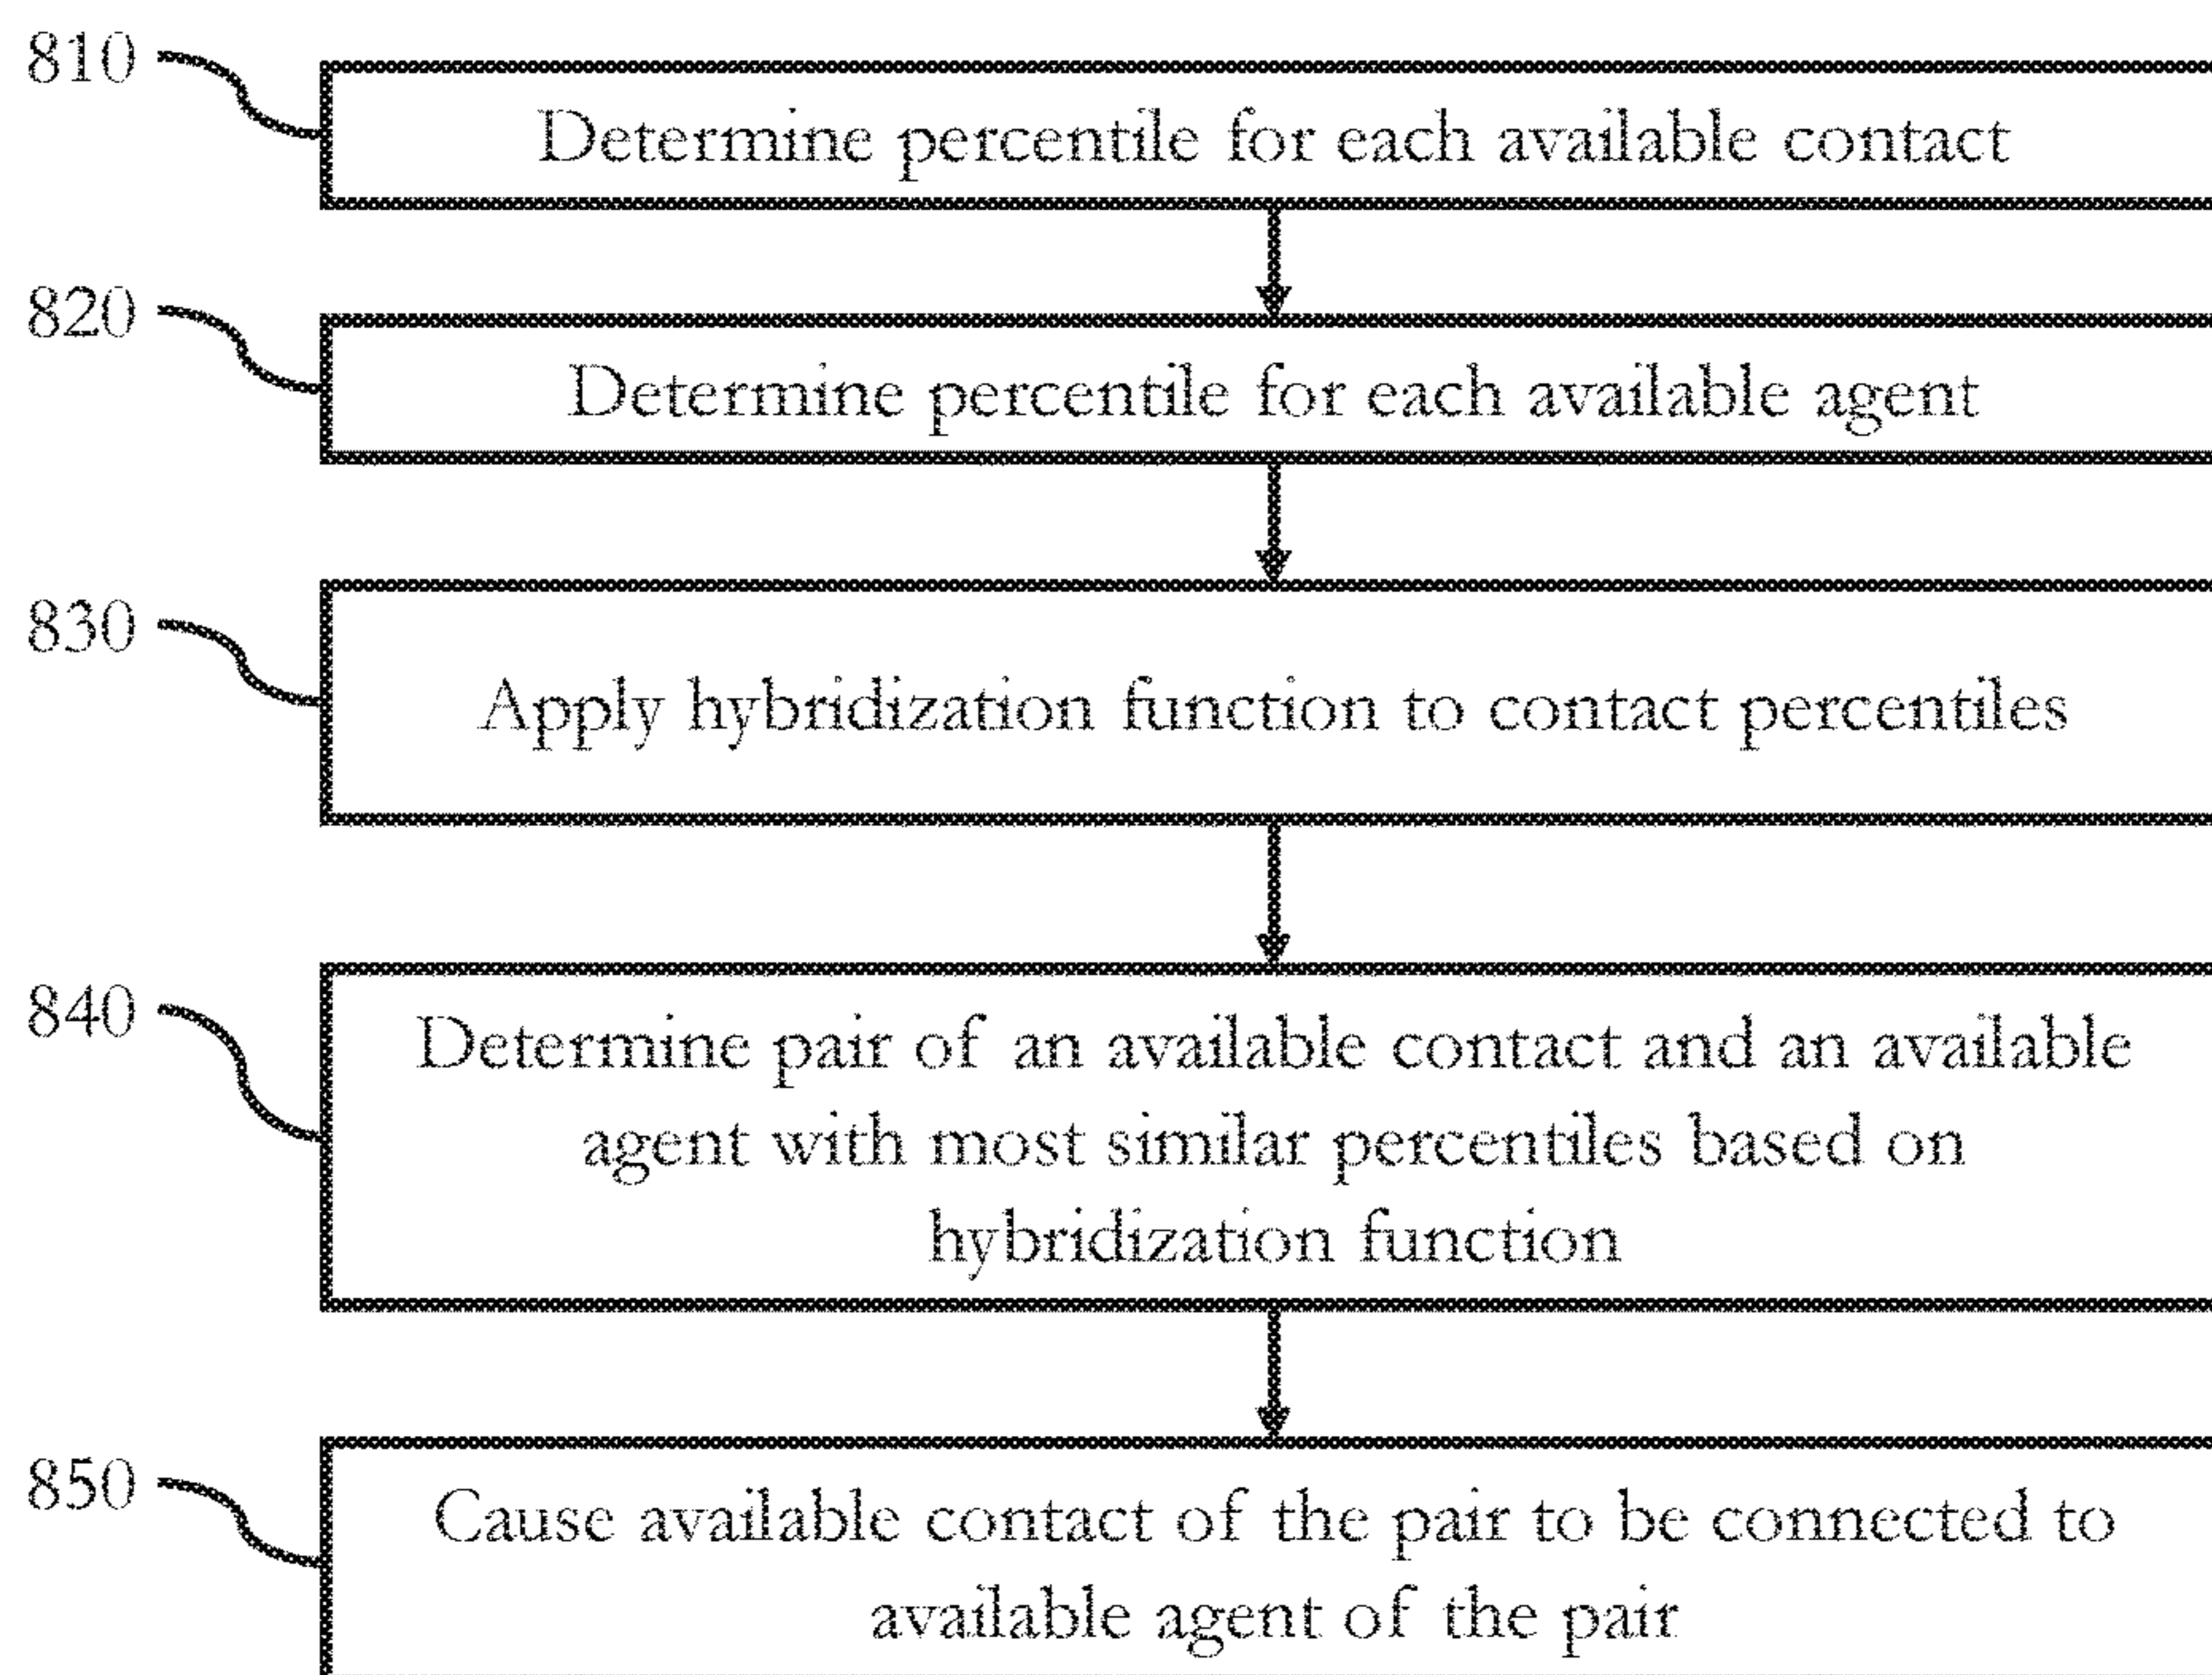 810
Determine percentile for each available contact
820
Determine percentile for each available agent
830
Apply hybridization function to contact percentiles
840
Determine pair of an available contact and an available
agent with most similar percentiles based on
hybridization function
850
Cause available contact of the pair to be connected to
available agent of the pair